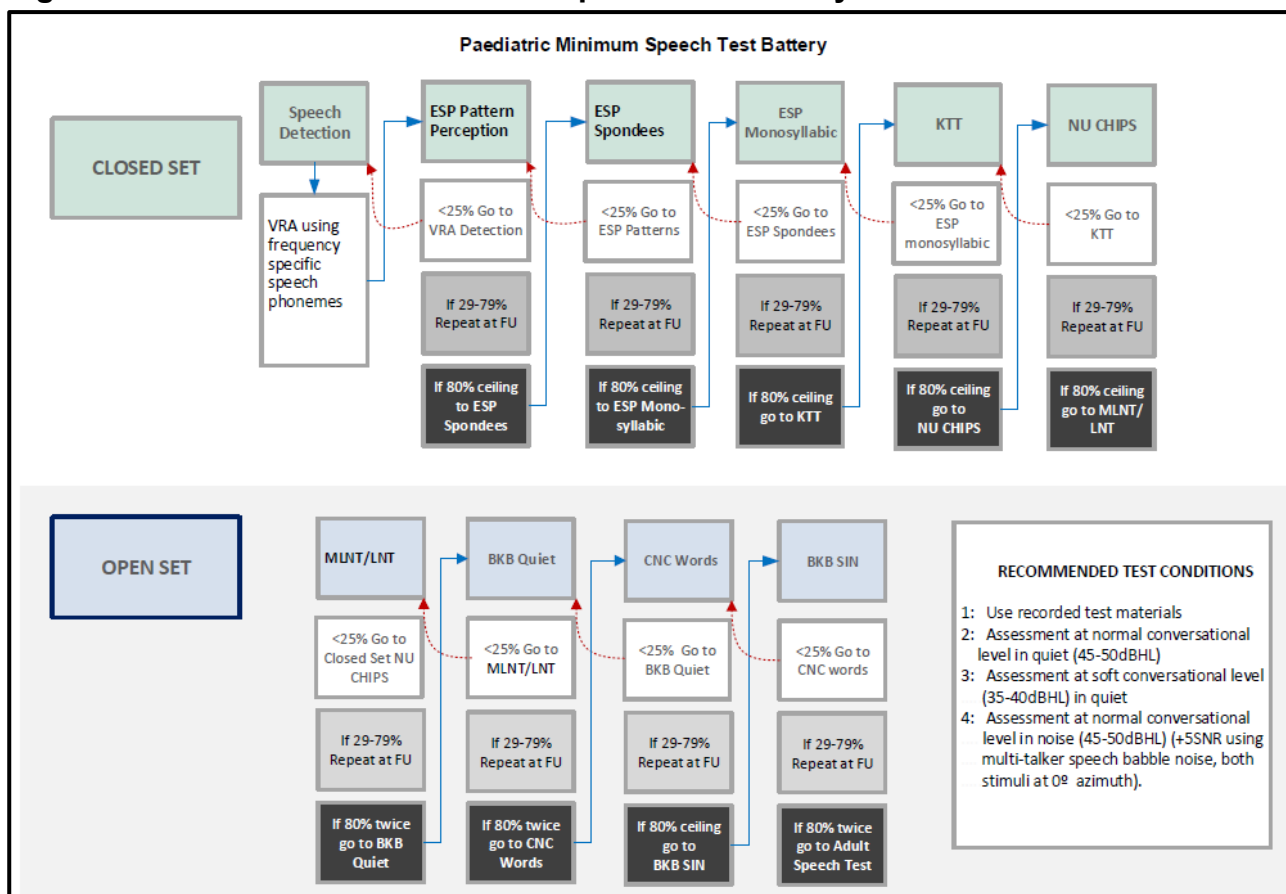 Paediatric Minimum Speech Test Battery
CLOSED SET
Speech
Detection
VRA using
frequency
specific
speech
phonemes
ESP Pattern
Perception
<25% Go to
VRA Detection
If 29-79%
Repeat at FU
If 80% ceiling
to ESP
Spondees
ESP
Spondees
<25% Go to
ESP Patterns
If 29-79%
Repeat at FU
If 80% ceiling
to ESP Mono-
syllabic
ESP
Monosyllabic
<25% Go to
ESP Spondees
If 29-79%
Repeat at FU
If 80% ceiling
go to KTT
KTT
<25% Go to
ESP
monosyllabic
If 29-79%
Repeat at FU
If 80% ceiling
go to
NU CHIPS
NU CHIPS
<25% Go to
KTT
If 29-79%
Repeat at FU
If 80% ceiling
go to MLNT/
LNT
OPEN SET
MLNT/LNT
<25% Go to
Closed Set NU
CHIPS
If 29-79%
Repeat at FU
If 80% twice
go to BKB
Quiet
BKB Quiet
<25% Go to
MLNT/LNT
If 29-79%
Repeat at FU
If 80% twice
go to CNC
Words
CNC Words
<25% Go to
BKB Quiet
If 29-79%
Repeat at FU
If 80% ceiling
go to
BKB SIN
BKB SIN
<25% Go to
CNC words
If 29-79%
Repeat at FU
If 80% twice
go to Adult
Speech Test
RECOMMENDED TEST CONDITIONS
1: Use recorded test materials
2: Assessment at normal conversational
level in quiet (45-50dBHL)
3: Assessment at soft conversational level
(35-40dBHL) in quiet
4: Assessment at normal conversational
level in noise (45-50dBHL) (+5SNR using
multi-talker speech babble noise, both
stimuli at 0º azimuth).